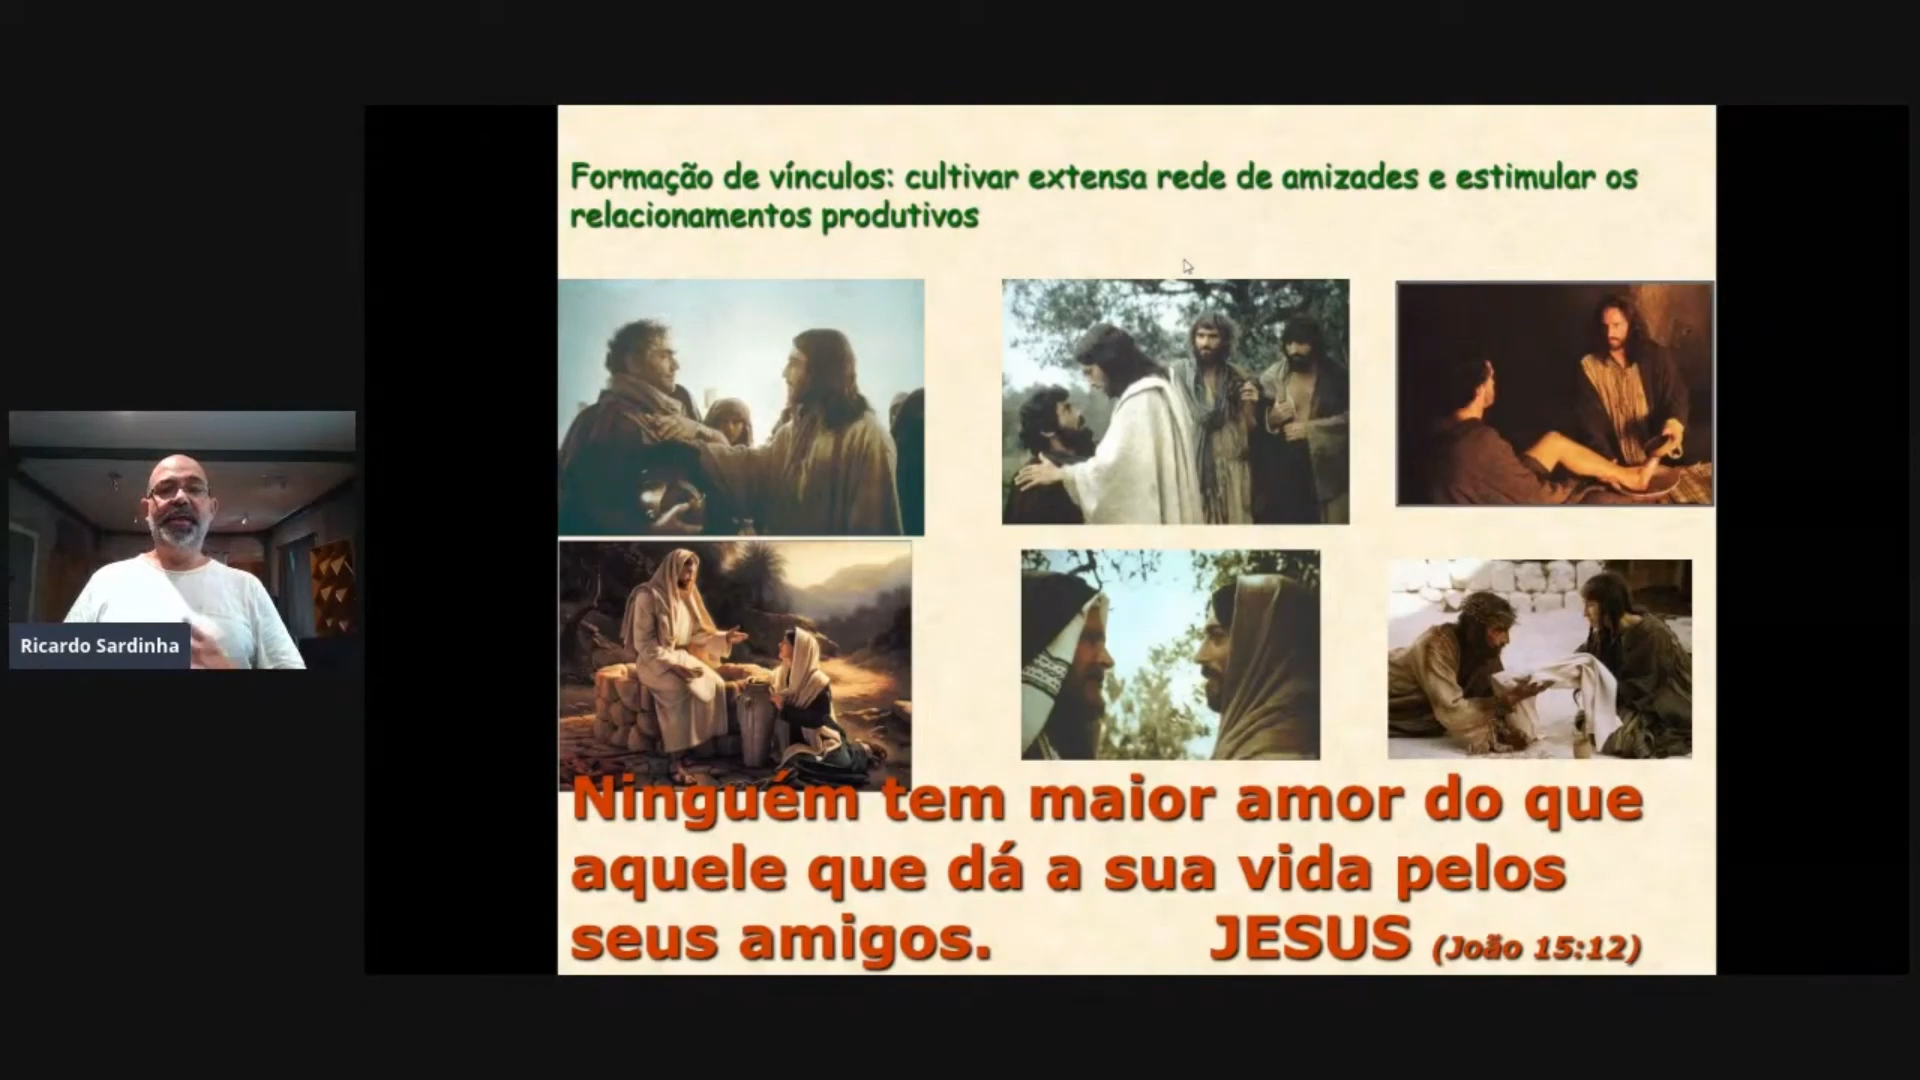 Formação de vínculos: cultivar extensa rede de amizades e estimular os
relacionamentos produtivos
Ricardo Sardinha
Ninguém tem maior amor do que
aquele que dá a sua vida pelos
seus amigos. JESUS (João 15:12)